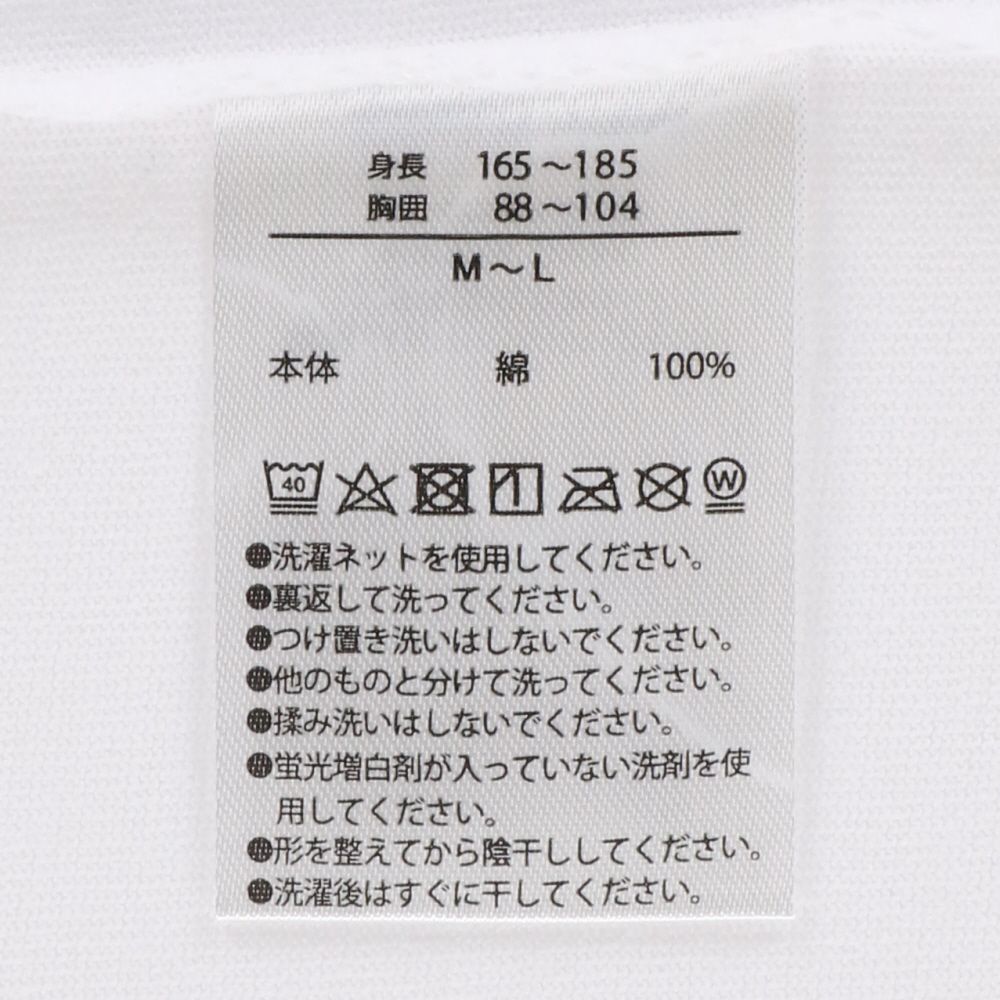 身長 165～185
胸囲 88～104
M～L
本体 綿 100%
40 W
●洗濯ネットを使用してください。
●裏返して洗ってください。
●つけ置き洗いはしないでください。
●他のものと分けて洗ってください。
●揉み洗いはしないでください。
●蛍光増白剤が入っていない洗剤を使
用してください。
●形を整えてから陰干ししてください。
●洗濯後はすぐに干してください。